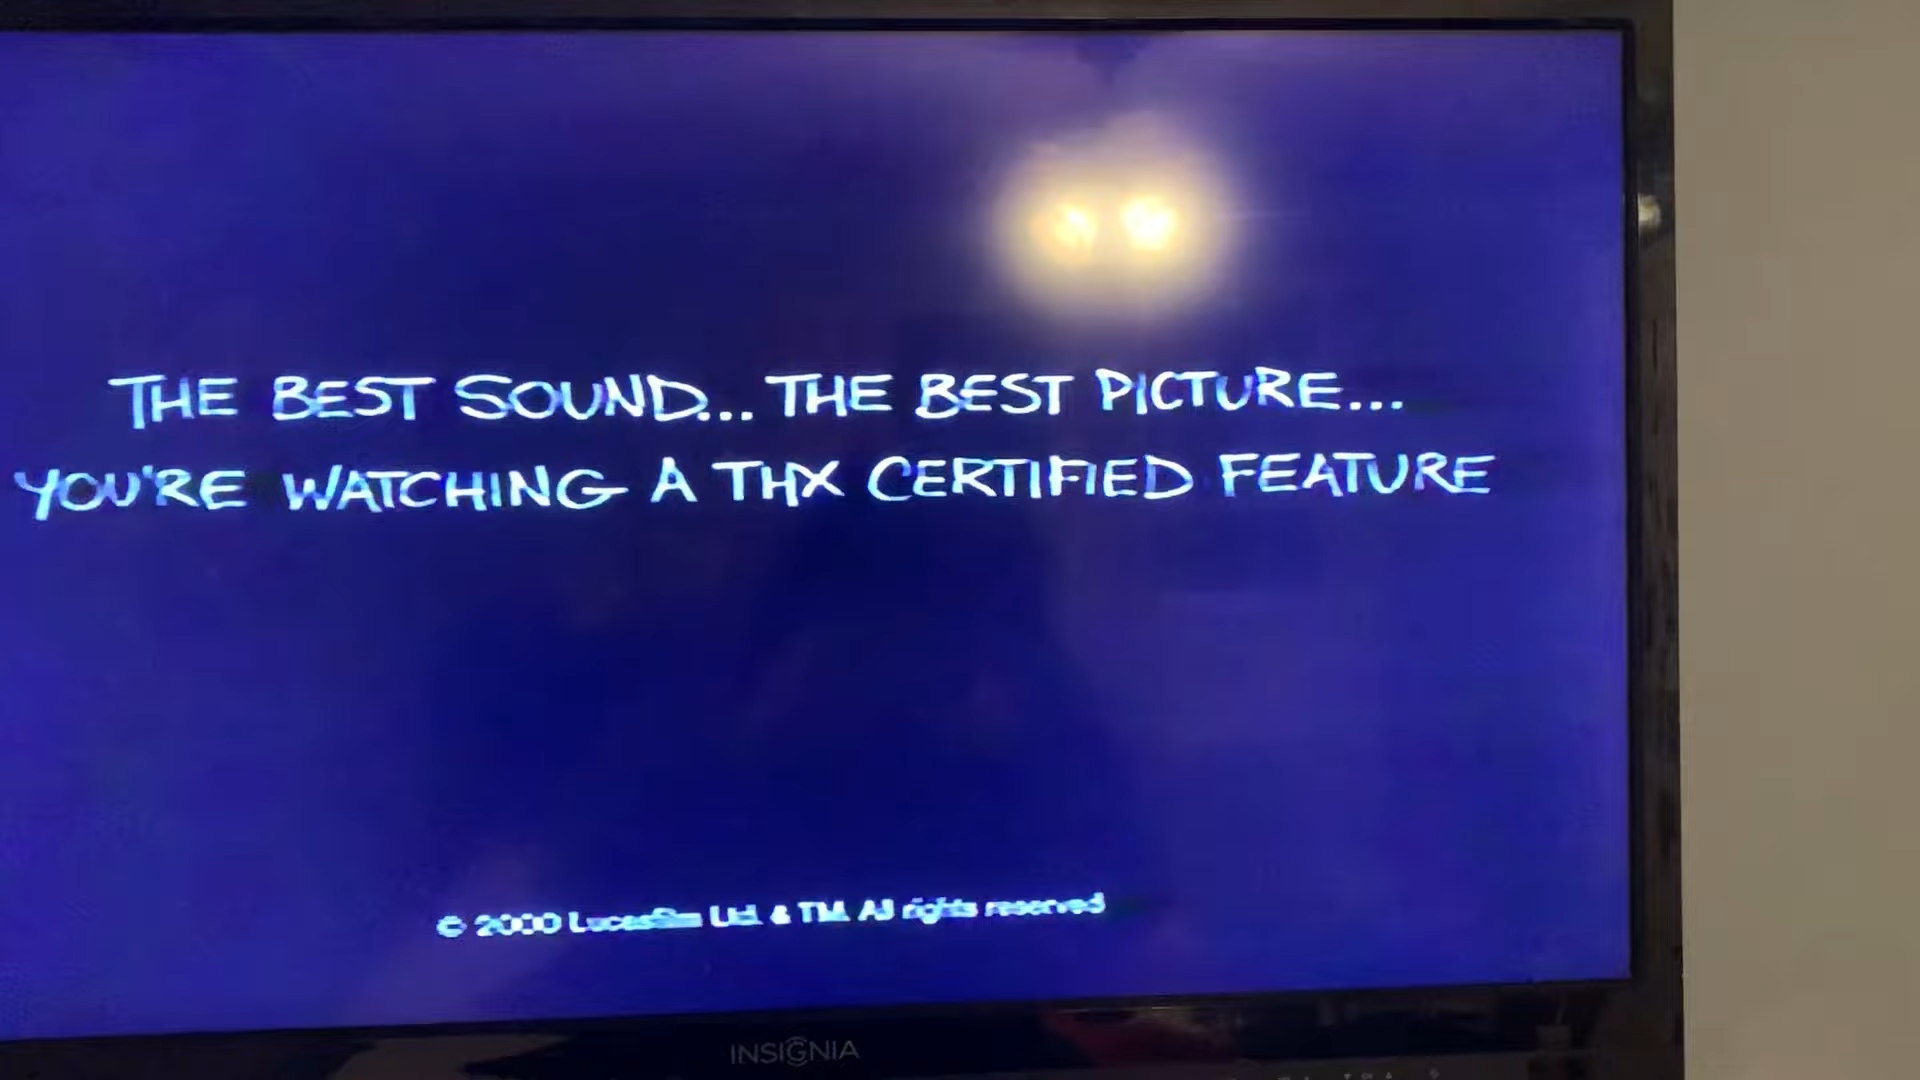 THE BEST SOUND... THE BEST PICTURE...
YOU'RE WATCHING A THX CERTIFIED FEATURE
© 2000 Lucasfilm Ltd. & TM. All rights reserved
INSIGNIA